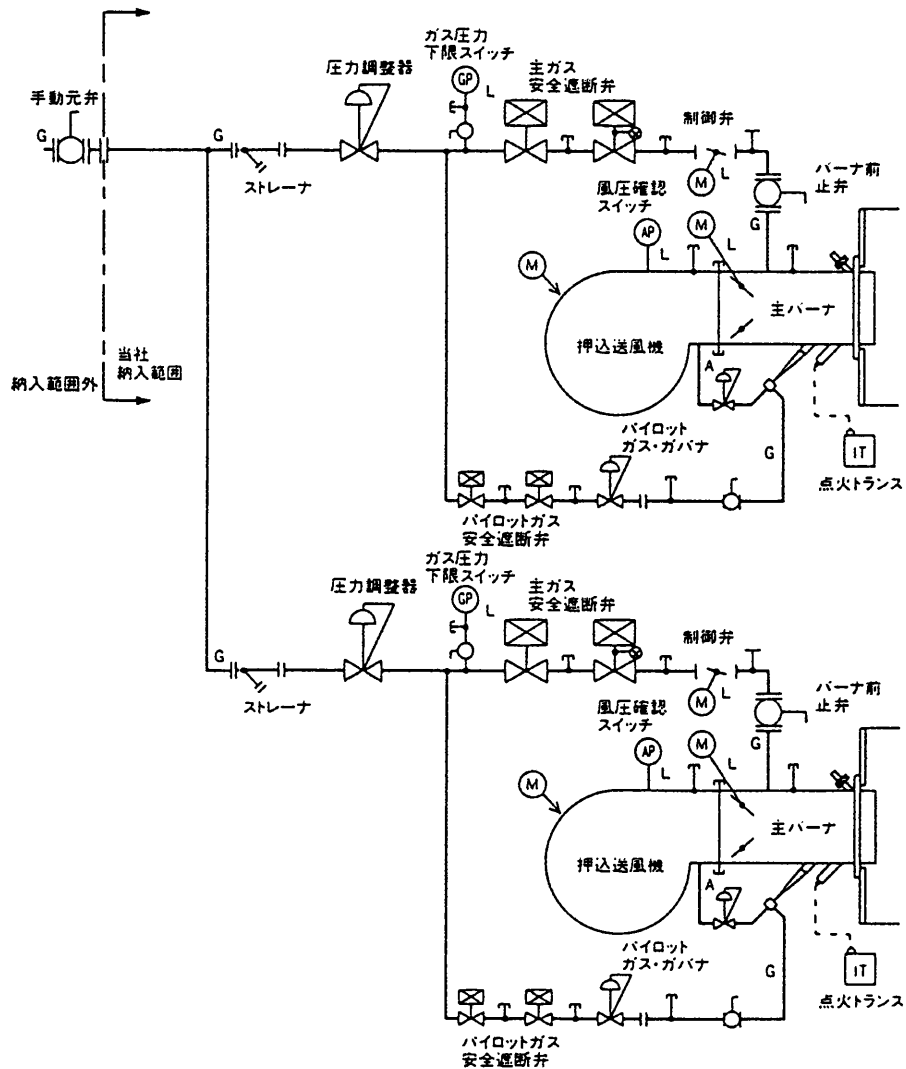 ガス圧力
下限スイッチ
圧力調整器
GP
L
主ガス
安全遮断弁
手動元弁
G
G
ストレーナ
制御弁
M
L
バーナ前
止弁
G
風圧確認
スイッチ
AP
L
M
L
M
主バーナ
押込送風機
A
当社
納入範囲
納入範囲外
パイロット
ガス・ガバナ
G
IT
点火トランス
パイロットガス
安全遮断弁
ガス圧力
下限スイッチ
圧力調整器
GP
L
主ガス
安全遮断弁
G
ストレーナ
制御弁
M
L
バーナ前
止弁
G
風圧確認
スイッチ
AP
L
M
L
M
主バーナ
押込送風機
A
パイロット
ガス・ガバナ
G
IT
点火トランス
パイロットガス
安全遮断弁